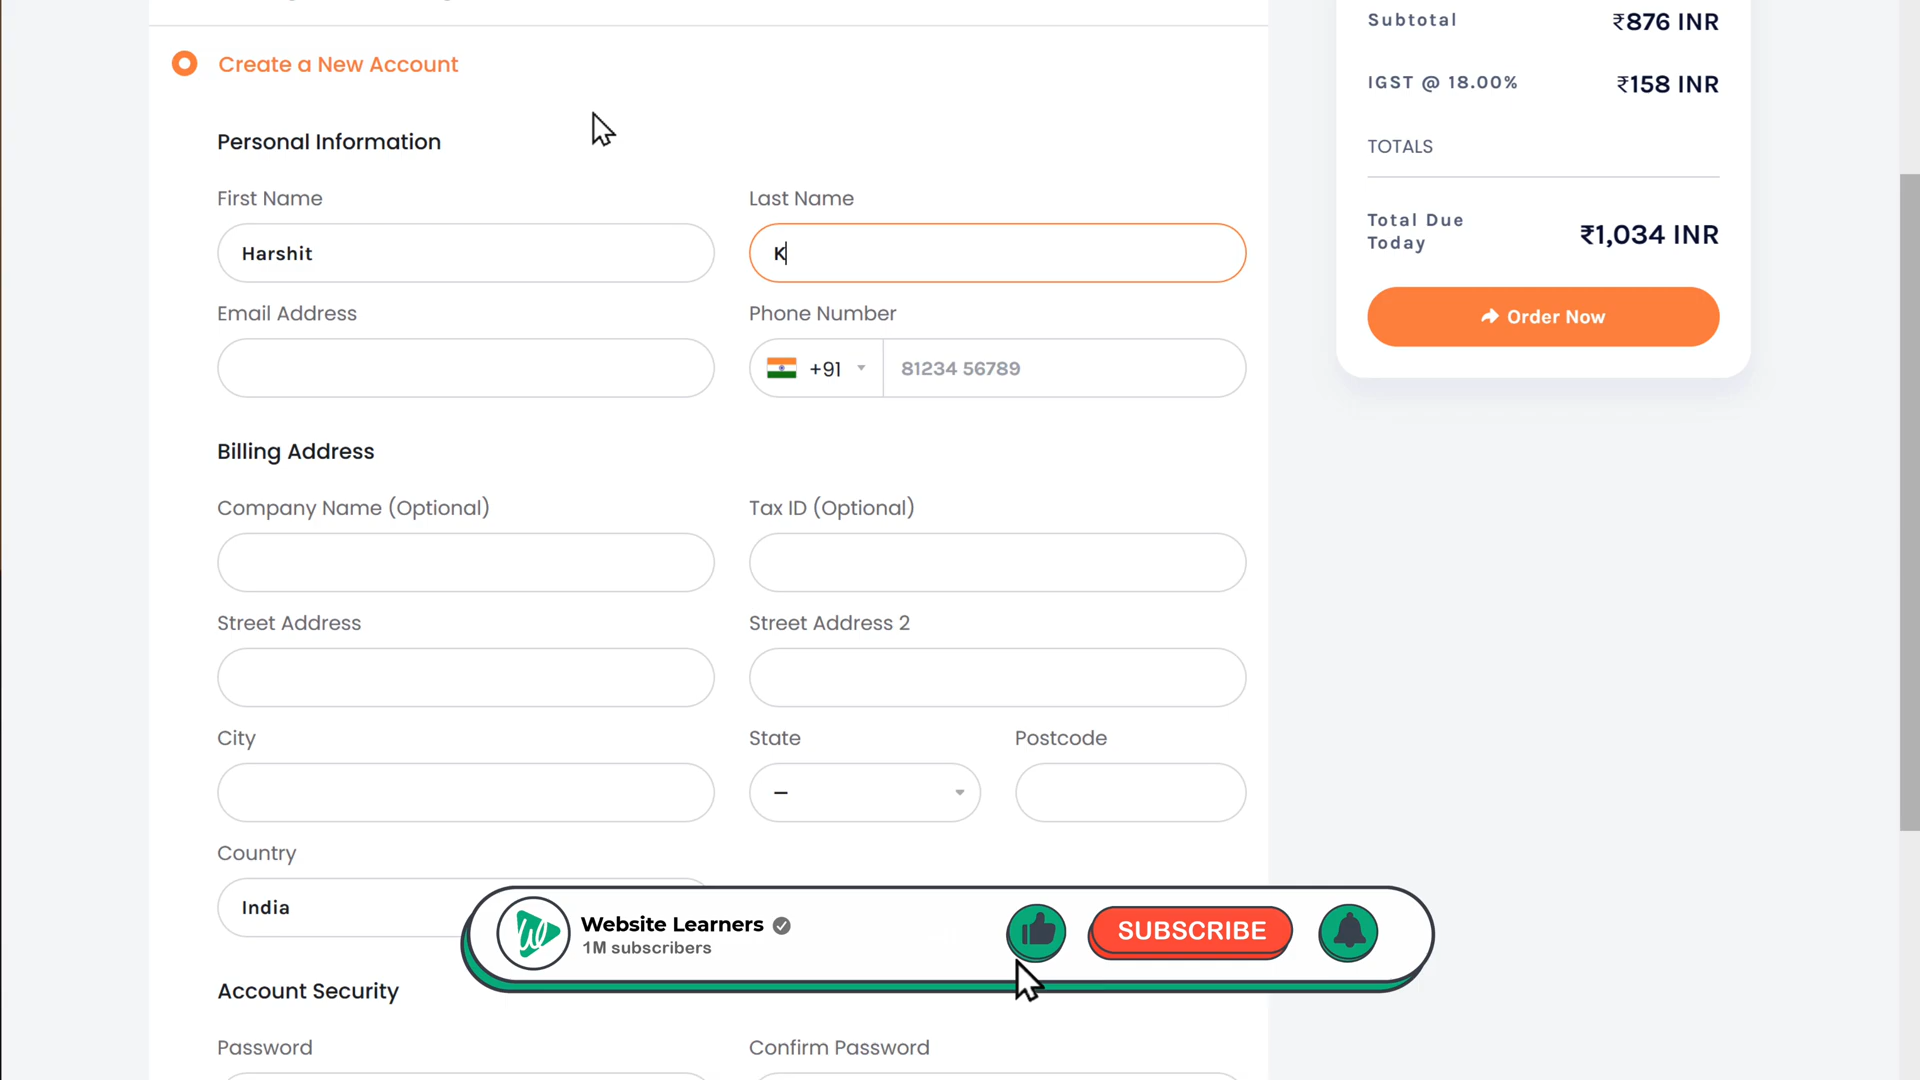 Create a New Account
Personal Information
First Name
Last Name
Harshit
K
Email Address
Phone Number
+91
81234 56789
Billing Address
Company Name (Optional)
Tax ID (Optional)
Street Address
Street Address 2
City
State
Postcode
–
Country
India
Account Security
Password
Confirm Password
Subtotal
₹876 INR
IGST @ 18.00%
₹158 INR
TOTALS
Total Due
Today
₹1,034 INR
Order Now
Website Learners
1M subscribers
SUBSCRIBE